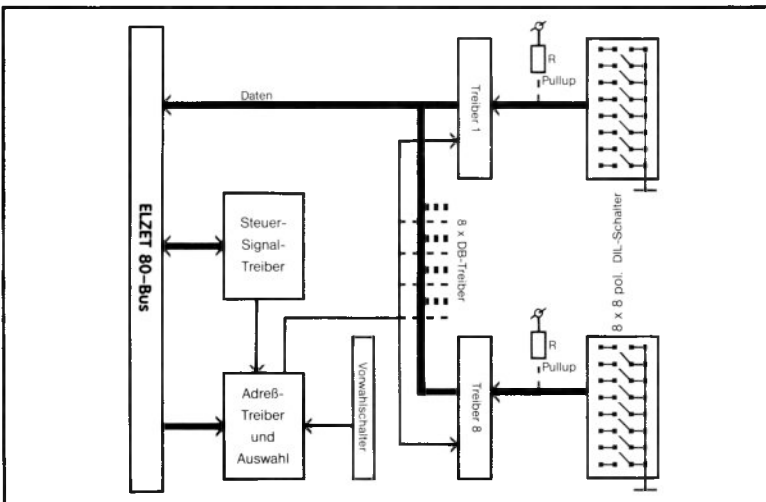 R
Pullup
Treiber 1
Daten
ELZET 80-Bus
Steuer-
Signal-
Treiber
8 x DB-Treiber
8 x 8 pol. DIL-Schalter
R
Pullup
Adreß-
Treiber
und
Auswahl
Vorwahlschalter
Treiber 8